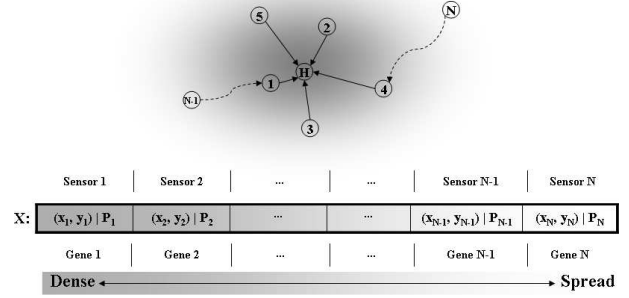 5
2
N
H
1
4
N-1
3
Sensor 1 Sensor 2 ... ... Sensor N-1 Sensor N
X: (x1, y1) | P1 (x2, y2) | P2 ... ... (xN-1, yN-1) | PN-1 (xN, yN) | PN
Gene 1 Gene 2 ... ... Gene N-1 Gene N
Dense Spread